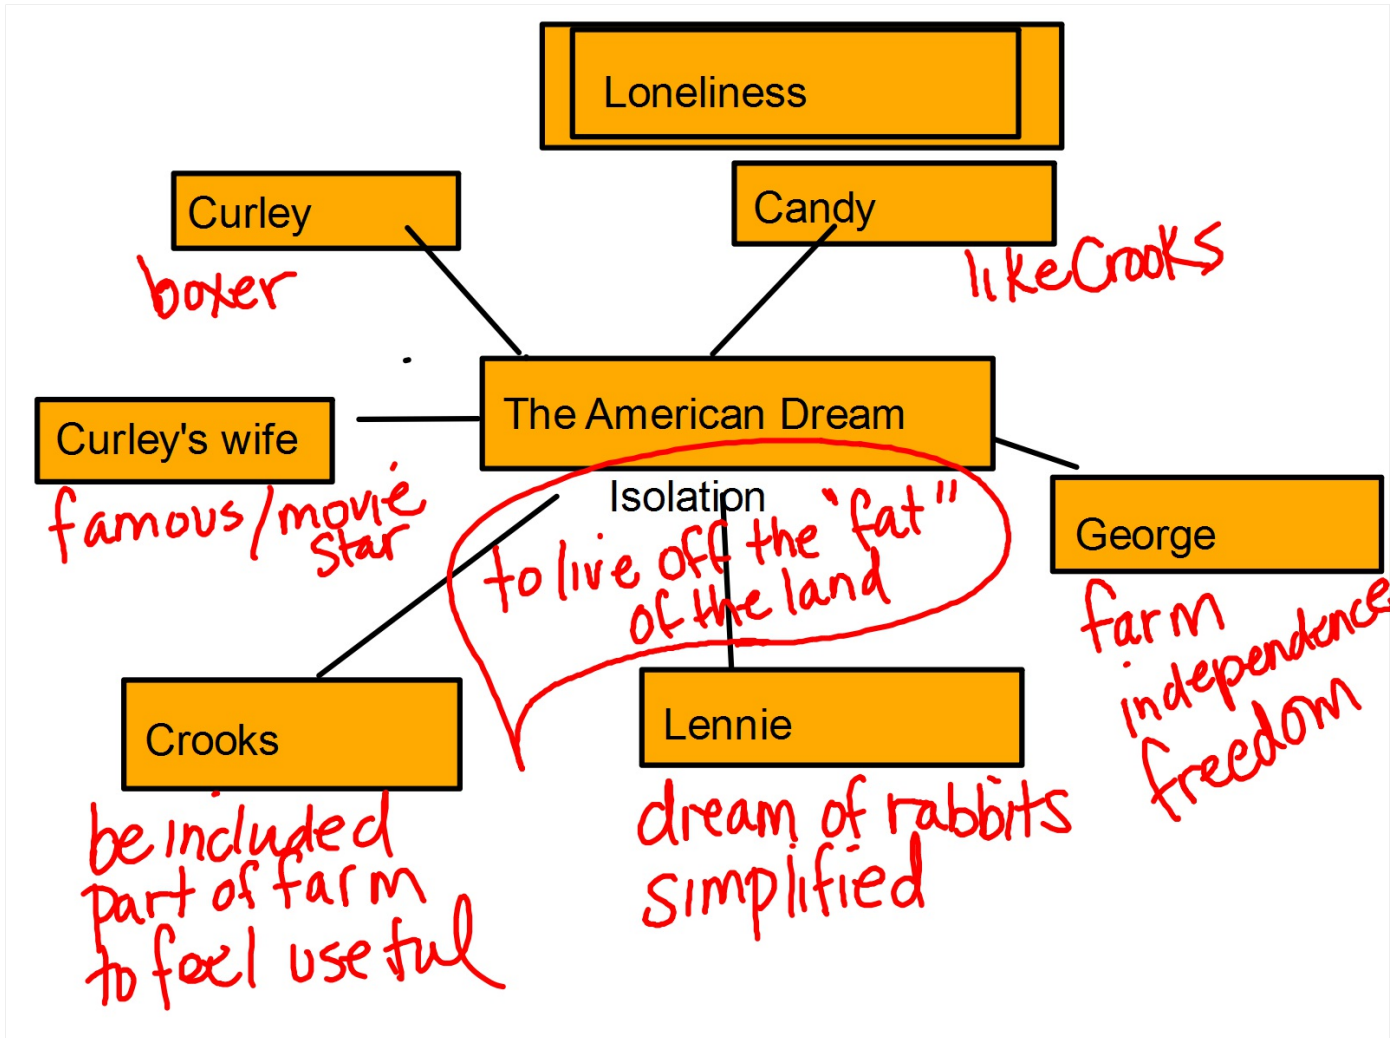 Loneliness
Curley
boxer
Candy
like Crooks
The American Dream
Isolation
to live off the "fat"
of the land
Curley's wife
famous/movie
star
George
farm
independence
freedom
Crooks
be included
part of farm
to feel useful
Lennie
dream of rabbits
simplified